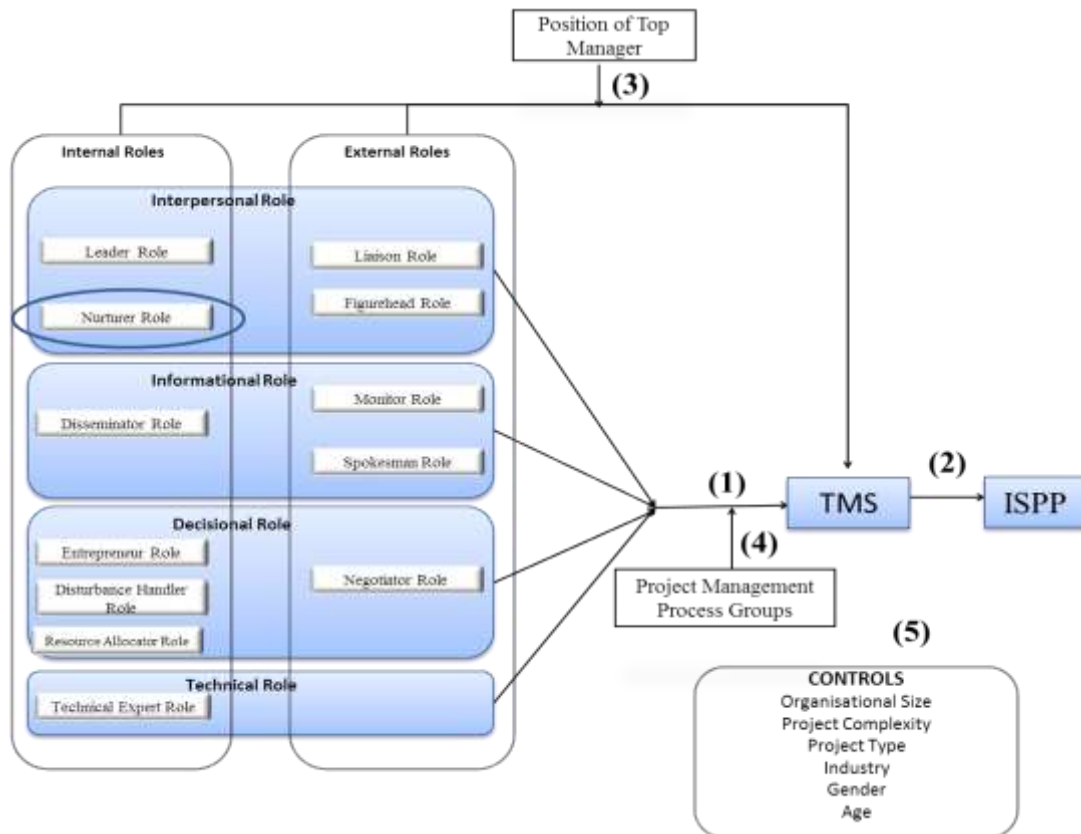 Position of Top
Manager
(3)
Internal Roles
External Roles
Interpersonal Role
Leader Role
Liaison Role
Nurturer Role
Figurehead Role
Informational Role
Monitor Role
Disseminator Role
Spokesman Role
(1)
(2)
TMS
ISPP
Decisional Role
Entrepreneur Role
(4)
Negotiator Role
Disturbance Handler
Role
Project Management
Process Groups
Resource Allocator Role
(5)
Technical Role
Technical Expert Role
CONTROLS
Organisational Size
Project Complexity
Project Type
Industry
Gender
Age